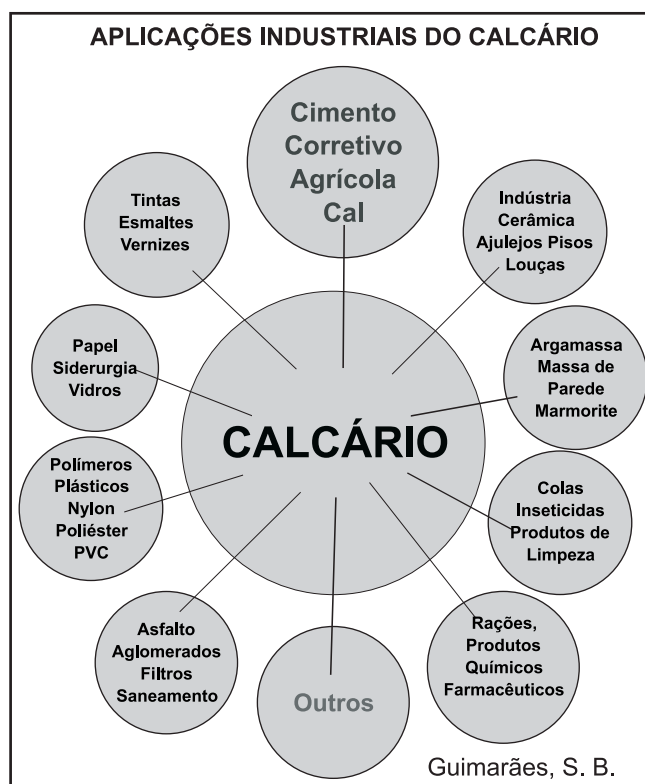 APLICAÇÕES INDUSTRIAIS DO CALCÁRIO
Cimento
Corretivo
Agrícola
Cal
Tintas
Esmaltes
Vernizes
Indústria
Cerâmica
Ajulejos Pisos
Louças
Papel
Siderurgia
Vidros
Argamassa
Massa de
Parede
Marmorite
CALCÁRIO
Polímeros
Plásticos
Nylon
Poliéster
PVC
Colas
Inseticidas
Produtos de
Limpeza
Asfalto
Aglomerados
Filtros
Saneamento
Outros
Rações,
Produtos
Químicos
Farmacêuticos
Guimarães, S. B.